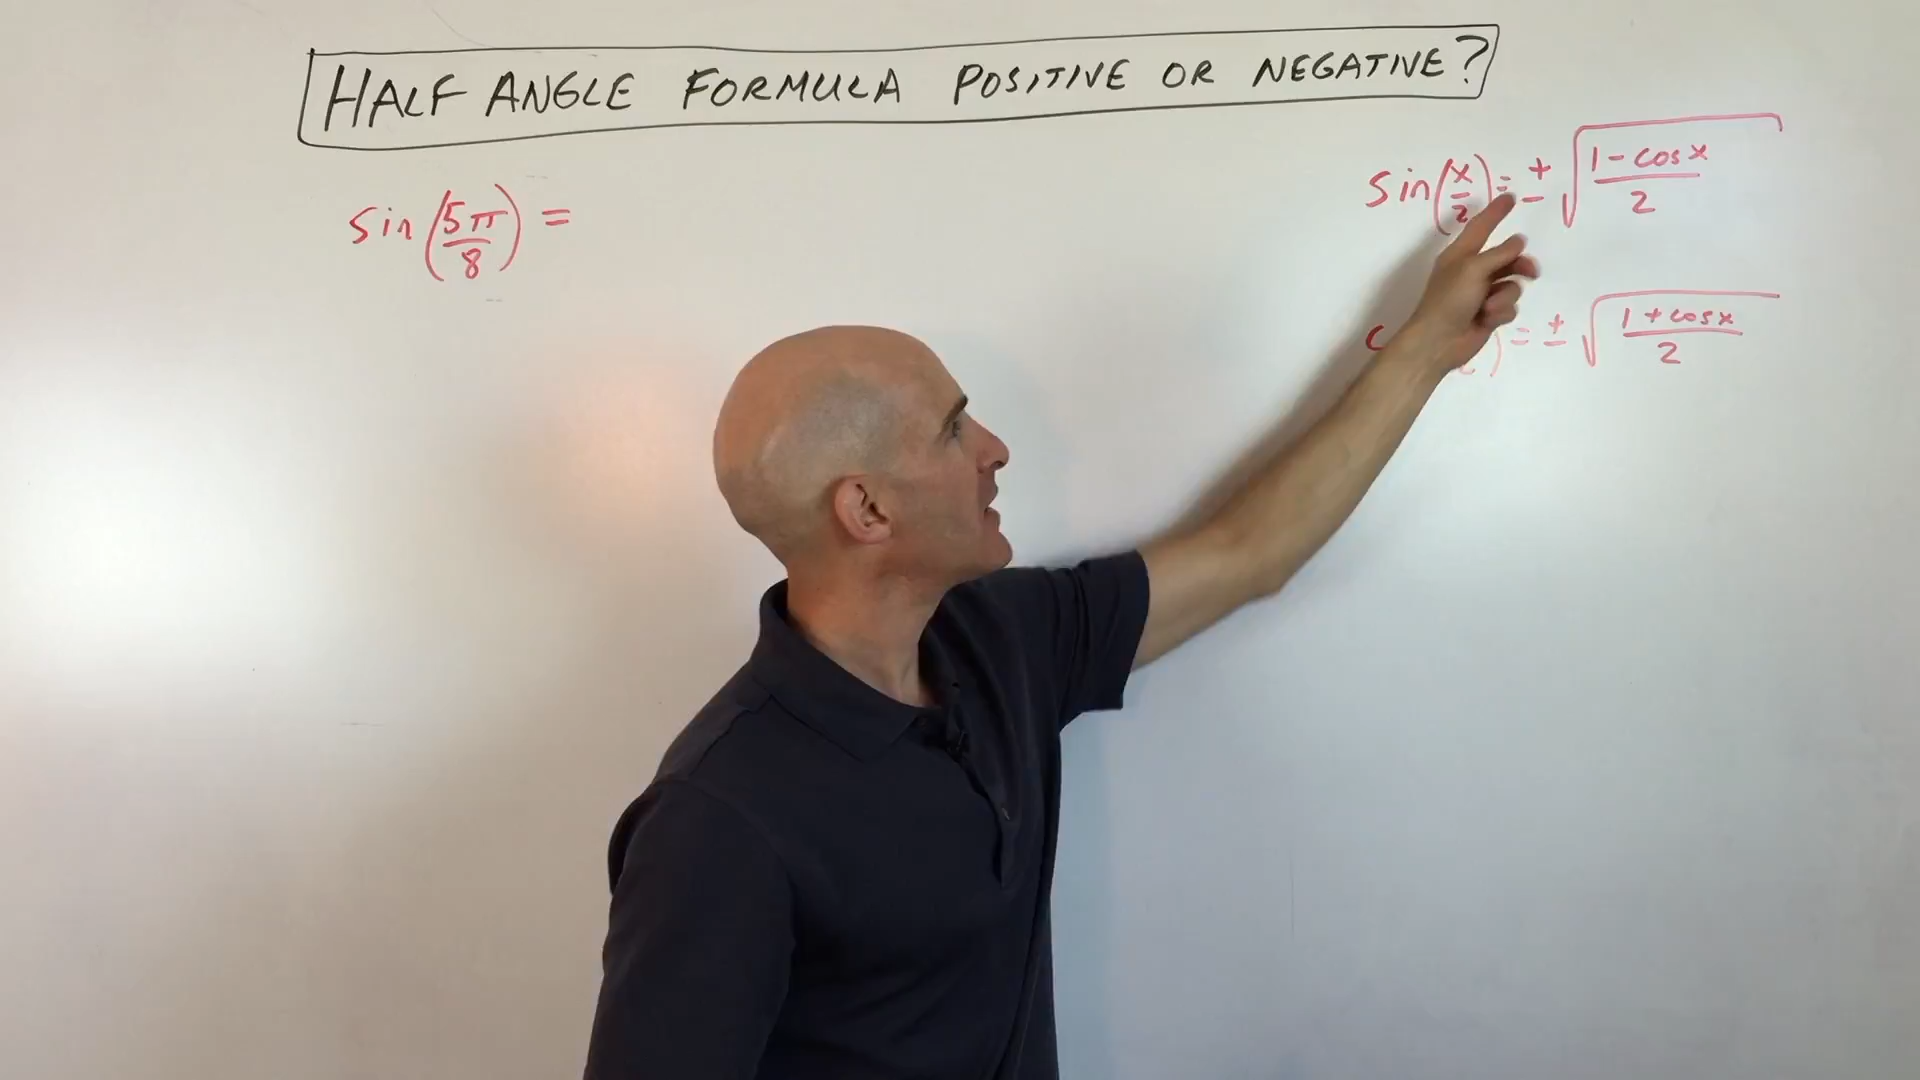 HALF ANGLE FORMULA POSITIVE OR NEGATIVE?
sin(5π/8) =
sin(x/2) = ± √((1 - cos x)/2)
= ± √((1 + cos x)/2)